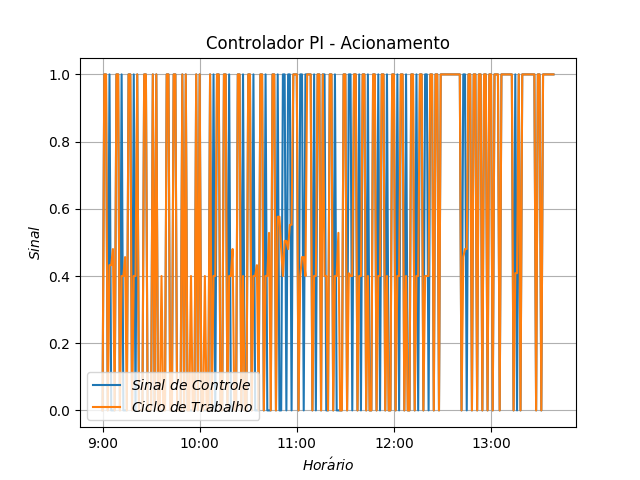 Controlador PI - Acionamento
1.0
0.8
0.6
0.4
0.2
0.0
Sinal
Sinal de Controle
Ciclo de Trabalho
9:00 10:00 11:00 12:00 13:00
Horário